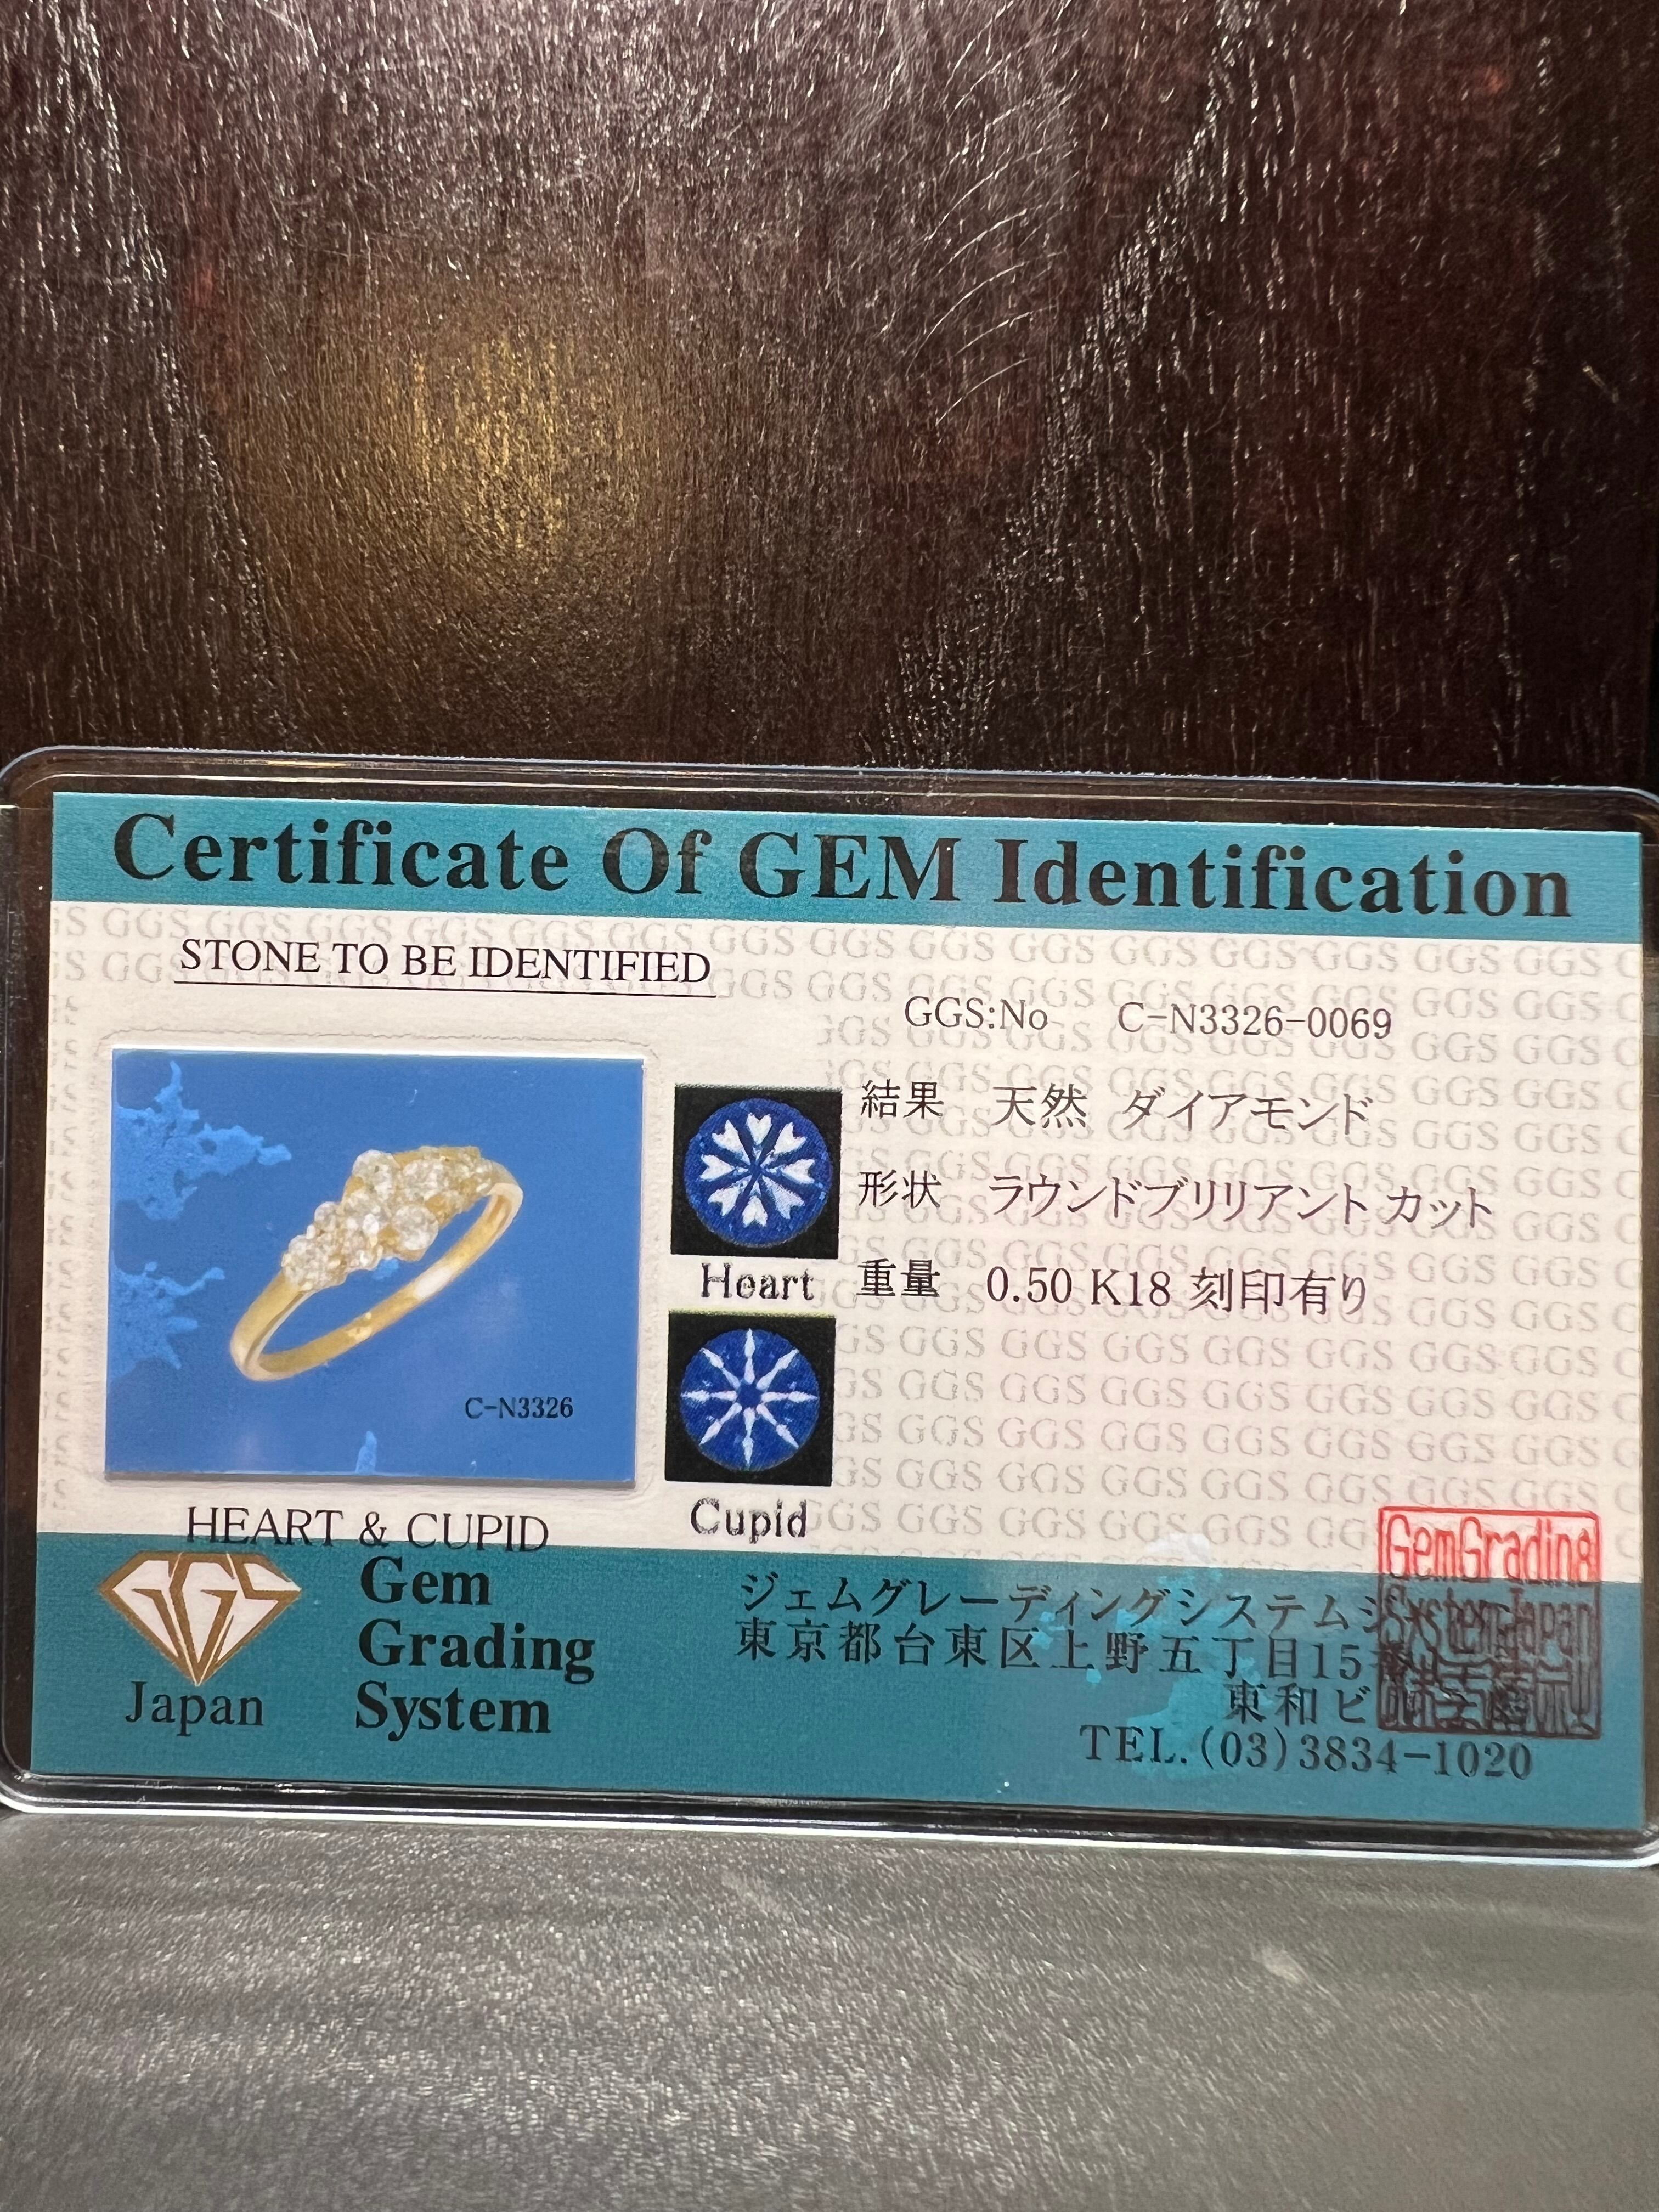 Certificate Of GEM Identification
STONE TO BE IDENTIFIED
GGS:No C-N3326-0069
結果 天然 ダイアモンド
形状 ラウンドブリリアント カット
重量 0.50 K18 刻印有り
Heart
C-N3326
Cupid
HEART & CUPID
GGS
Japan
Gem
Grading
System
ジェムグレーディングシステムジ
東京都台東区上野五丁目15
東和ビ
TEL.(03)3834-1020
GemGrading
SystemJapan